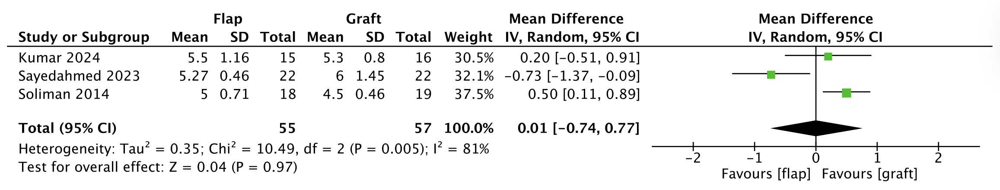 Flap Graft Mean Difference Mean Difference
Study or Subgroup Mean SD Total Mean SD Total Weight IV, Random, 95% CI IV, Random, 95% CI
Kumar 2024 5.5 1.16 15 5.3 0.8 16 30.5% 0.20 [−0.51, 0.91]
Sayedahmed 2023 5.27 0.46 22 6 1.45 22 32.1% −0.73 [−1.37, −0.09]
Soliman 2014 5 0.71 18 4.5 0.46 19 37.5% 0.50 [0.11, 0.89]
Total (95% CI) 55 57 100.0% 0.01 [−0.74, 0.77]
Heterogeneity: Tau² = 0.35; Chi² = 10.49, df = 2 (P = 0.005); I² = 81%
Test for overall effect: Z = 0.04 (P = 0.97)
−2 −1 0 1 2
Favours [flap] Favours [graft]